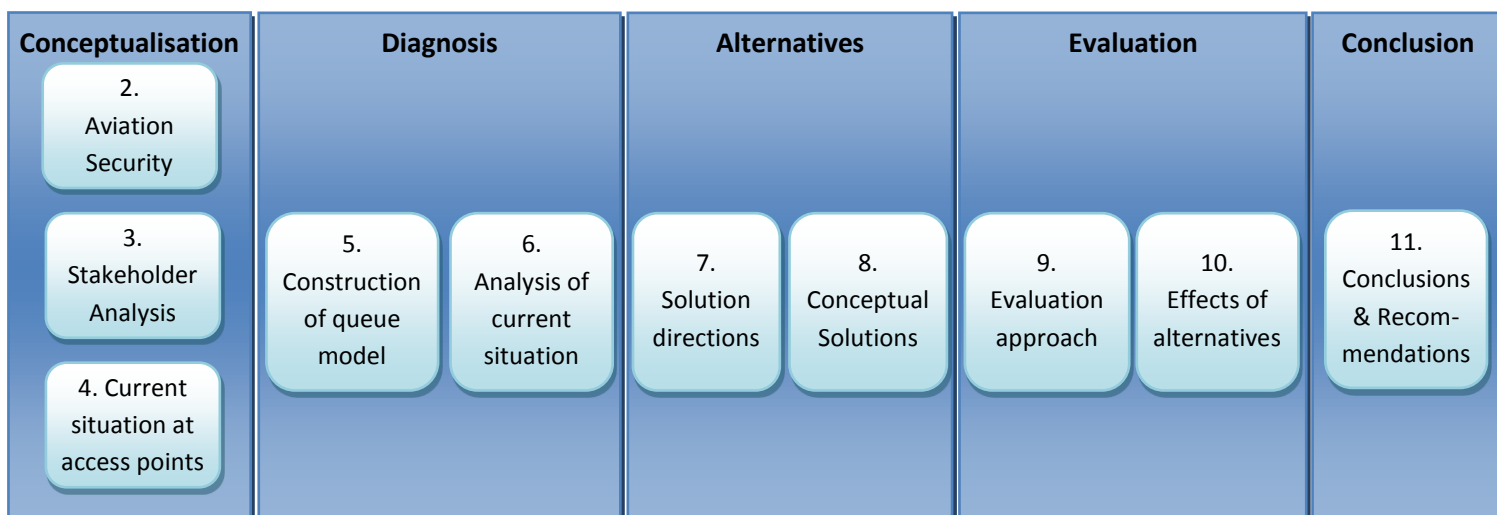 Conceptualisation
2.
Aviation
Security
3.
Stakeholder
Analysis
4. Current
situation at
access points
Diagnosis
5.
Construction
of queue
model
6.
Analysis of
current
situation
Alternatives
7.
Solution
directions
8.
Conceptual
Solutions
Evaluation
9.
Evaluation
approach
10.
Effects of
alternatives
Conclusion
11.
Conclusions
& Recom-
mendations